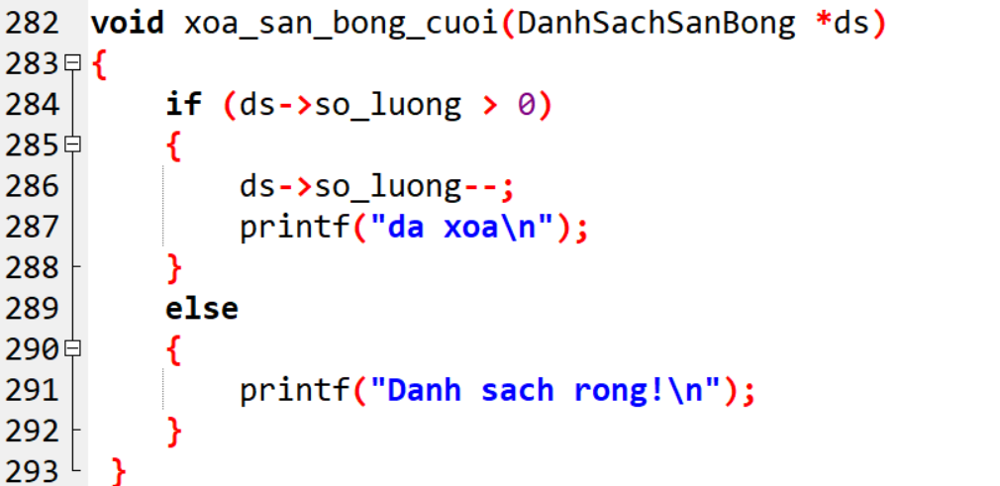 282 void xoa_san_bong_cuoi(DanhSachSanBong *ds)
283 {
284     if (ds->so_luong > 0)
285     {
286         ds->so_luong--;
287         printf("da xoa\n");
288     }
289     else
290     {
291         printf("Danh sach rong!\n");
292     }
293 }